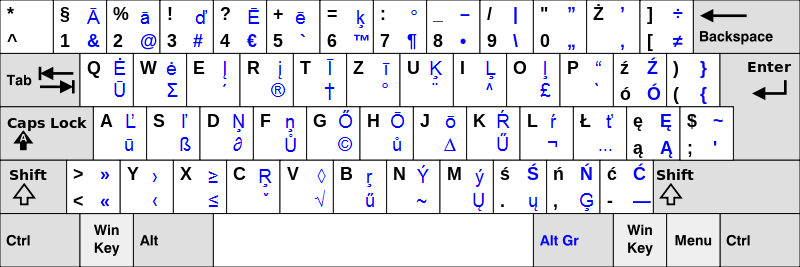 * § Ā % ā ! ď ? Ē + ē = ķ : ° _ – / | " ” Ż ’ ] ÷
^ 1 & 2 @ 3 # 4 € 5 ` 6 ™ 7 ¶ 8 • 9 \ 0 „ ' ‚ [ ≠ Backspace
Tab Q Ė W ė E Į R į T Ī Z ī U Ķ I Ļ O ļ P “ ź Ź ) } Enter
Ū Σ ´ ® † ° ¨ ^ £ ` ó Ó ( {
Caps Lock A Ľ S ľ D Ņ F ņ G Ő H Ō J ō K Ŕ L ŕ Ł ť ę Ę $ ~
A ū ß ∂ Ů © ů ∆ Ű ¬ … ą Ą ; '
Shift > » Y › X ≥ C Ŗ V ◊ B ŗ N Ý M ý ś Ś ń Ń ć Ć Shift
< « ‹ ≤ ˇ √ ű ~ Ų . ų , Ģ - —
Ctrl Win Key Alt Alt Gr Win Key Menu Ctrl